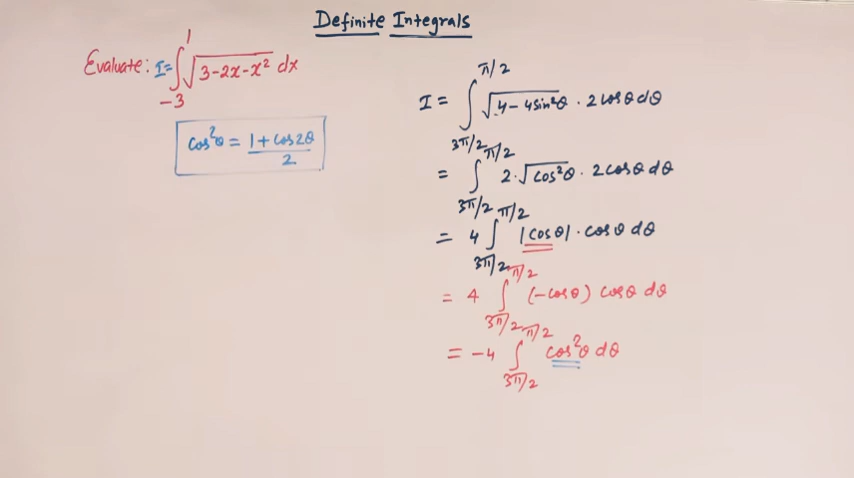 Definite Integrals
Evaluate: I = ∫₋₃¹ √(3-2x-x²) dx
cos²θ = (1+cos2θ)/2
I = ∫_{3π/2}^{π/2} √(4-4sin²θ) · 2cosθ dθ
= ∫_{3π/2}^{π/2} 2·√(cos²θ) · 2cosθ dθ
= 4 ∫_{3π/2}^{π/2} |cosθ| · cosθ dθ
= 4 ∫_{3π/2}^{π/2} (-cosθ) cosθ dθ
= -4 ∫_{3π/2}^{π/2} cos²θ dθ